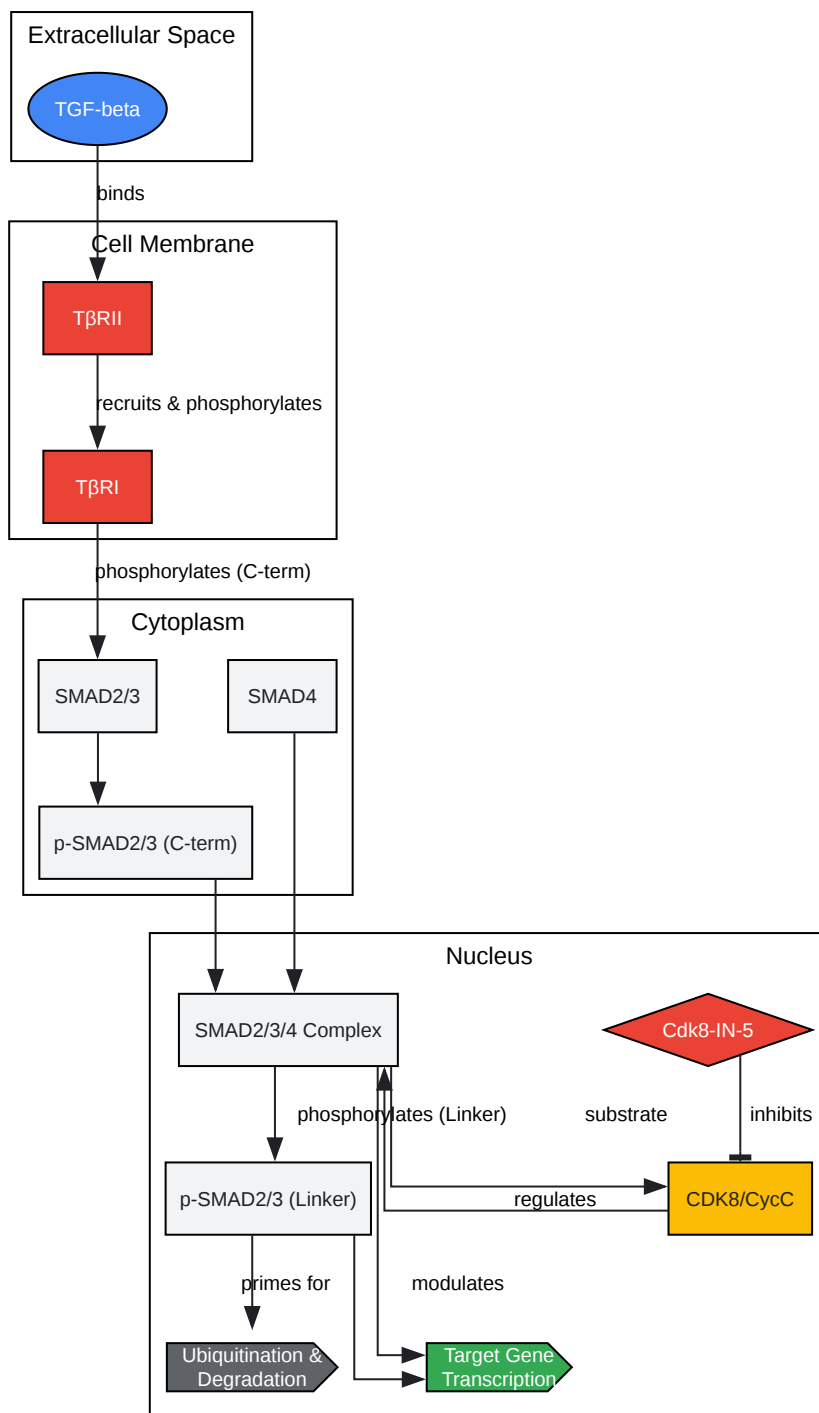 Extracellular Space
TGF-beta
binds
Cell Membrane
TβRII
recruits & phosphorylates
TβRI
phosphorylates (C-term)
Cytoplasm
SMAD2/3
SMAD4
p-SMAD2/3 (C-term)
Nucleus
SMAD2/3/4 Complex
Cdk8-IN-5
phosphorylates (Linker)
substrate
inhibits
p-SMAD2/3 (Linker)
regulates
CDK8/CycC
primes for
modulates
Ubiquitination &
Degradation
Target Gene
Transcription